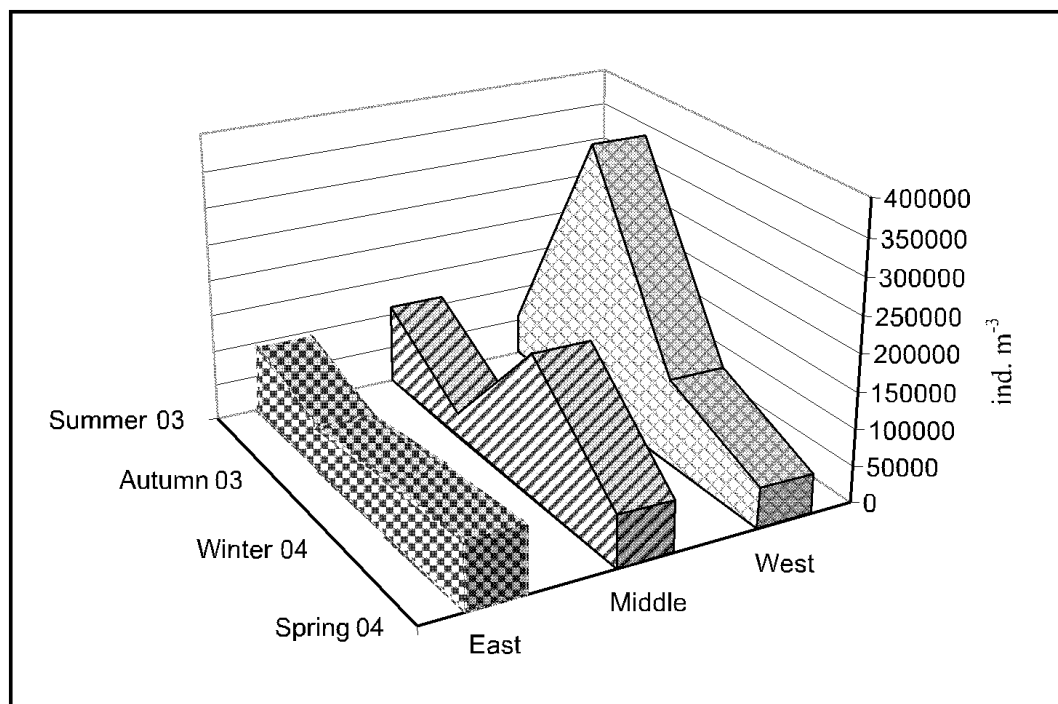 400000
350000
300000
250000
200000
150000
100000
50000
0
ind. m⁻³
Summer 03
Autumn 03
Winter 04
Spring 04
East
Middle
West